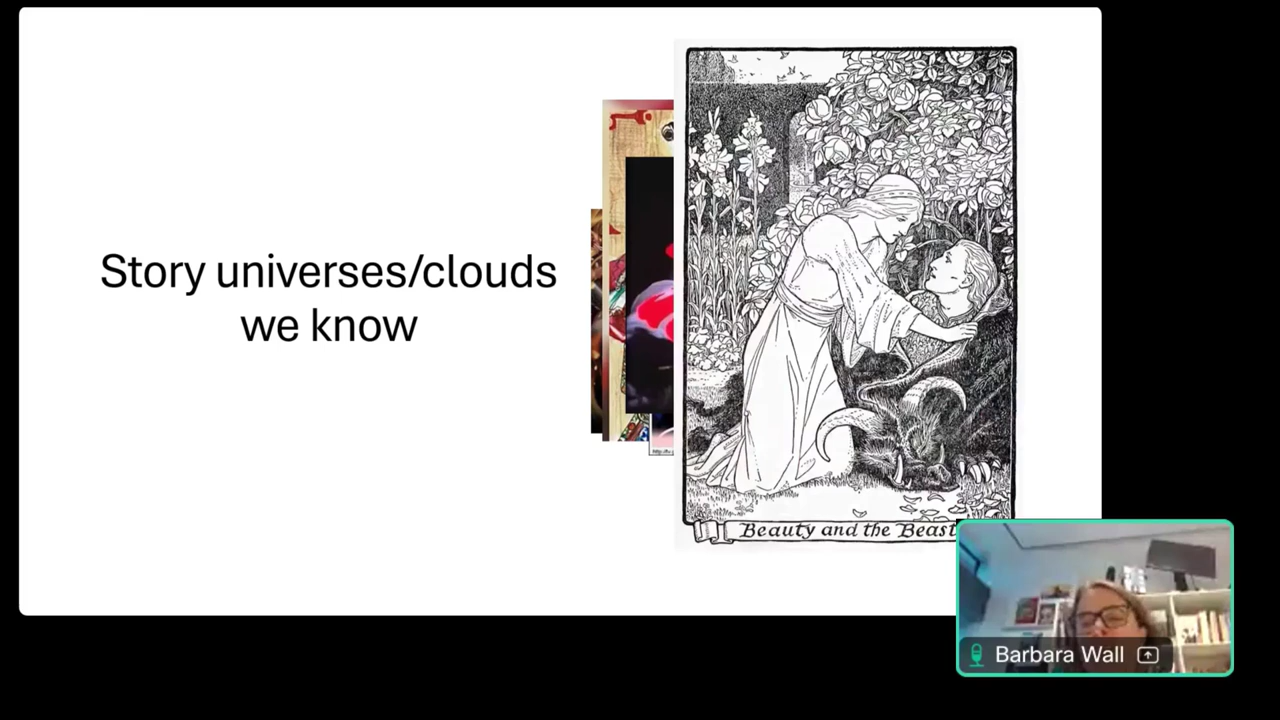 Story universes/clouds
we know
Beauty and the Beast
Barbara Wall